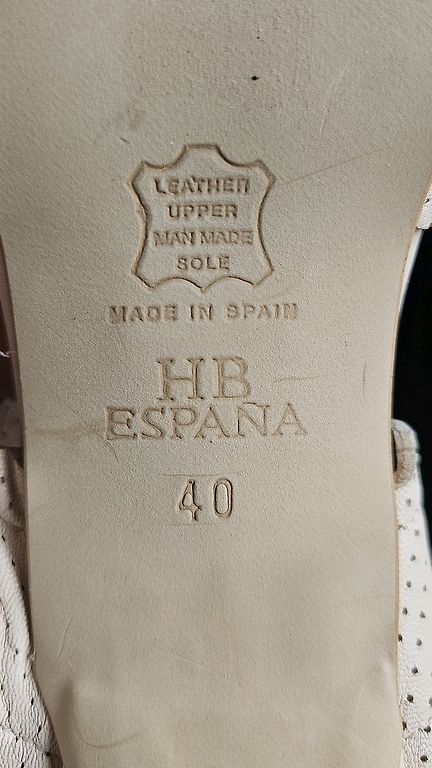 LEATHER
UPPER
MAN MADE
SOLE
MADE IN SPAIN
HB
ESPAÑA
40